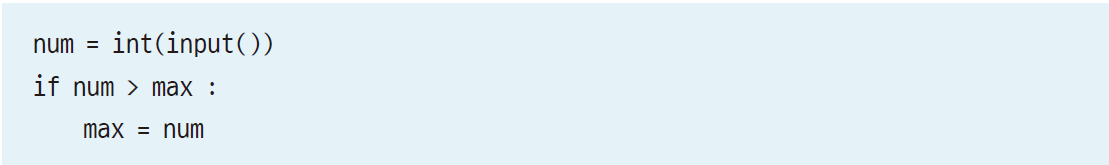 num = int(input())
if num > max :
    max = num